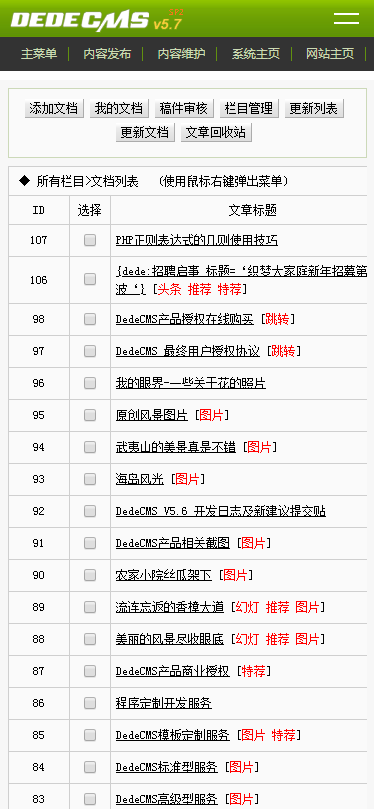 DEDECMS v5.7 SP2
主菜单 内容发布 内容维护 系统主页 网站主页
添加文档 我的文档 稿件审核 栏目管理 更新列表
更新文档 文章回收站
◆ 所有栏目>文档列表 （使用鼠标右键弹出菜单）
ID 选择 文章标题
107 PHP正则表达式的几则使用技巧
106 {dede:招聘启事 标题=‘织梦大家庭新年招募第
波‘} [头条 推荐 特荐]
98 DedeCMS产品授权在线购买 [跳转]
97 DedeCMS 最终用户授权协议 [跳转]
96 我的眼界-一些关于花的照片
95 原创风景图片 [图片]
94 武夷山的美景真是不错 [图片]
93 海岛风光 [图片]
92 DedeCMS V5.6 开发日志及新建议提交贴
91 DedeCMS产品相关截图 [图片]
90 农家小院丝瓜架下 [图片]
89 流连忘返的香樟大道 [幻灯 推荐 图片]
88 美丽的风景尽收眼底 [幻灯 推荐 图片]
87 DedeCMS产品商业授权 [特荐]
86 程序定制开发服务
85 DedeCMS模板定制服务 [图片 特荐]
84 DedeCMS标准型服务 [图片]
83 DedeCMS高级型服务 [图片]